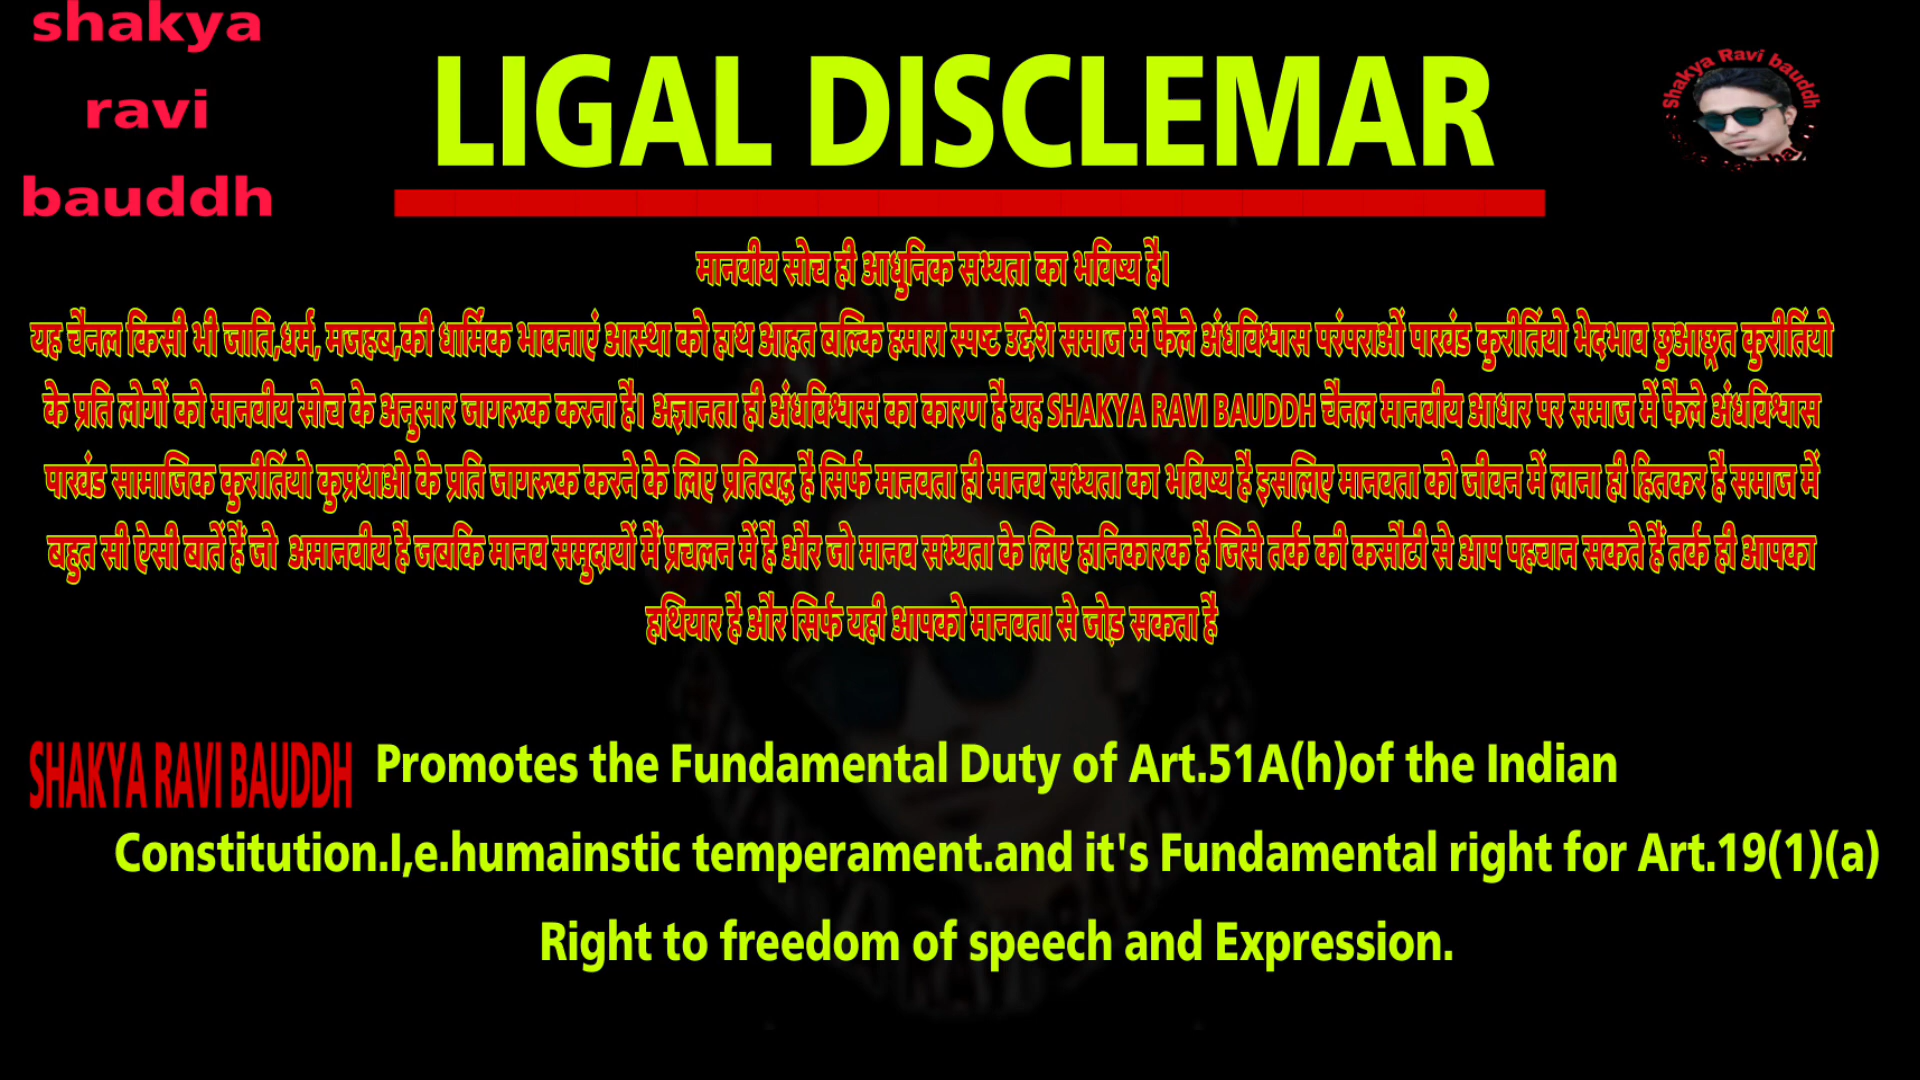 shakya
ravi
bauddh
LIGAL DISCLEMAR
Shakya Ravi bauddh
मानवीय सोच ही आधुनिक सभ्यता का भविष्य है।
यह चैनल किसी भी जाति,धर्म, मजहब,की धार्मिक भावनाएं आस्था को हाथ आहत बल्कि हमारा स्पष्ट उद्देश समाज में फैले अंधविश्वास परंपराओं पाखंड कुरीतिंयो भेदभाव छुआछूत कुरीतिंयो
के प्रति लोगों को मानवीय सोच के अनुसार जागरूक करना है। अज्ञानता ही अंधविश्वास का कारण है यह SHAKYA RAVI BAUDDH चैनल मानवीय आधार पर समाज में फैले अंधविश्वास
पाखंड सामाजिक कुरीतिंयो कुप्रथाओ के प्रति जागरूक करने के लिए प्रतिबद्ध है सिर्फ मानवता ही मानव सभ्यता का भविष्य है इसलिए मानवता को जीवन में लाना ही हितकर है समाज में
बहुत सी ऐसी बातें हैं जो अमानवीय है जबकि मानव समुदायों में प्रचलन में है और जो मानव सभ्यता के लिए हानिकारक है जिसे तर्क की कसौटी से आप पहचान सकते हैं तर्क ही आपका
हथियार है और सिर्फ यही आपको मानवता से जोड़ सकता है
SHAKYA RAVI BAUDDH Promotes the Fundamental Duty of Art.51A(h)of the Indian
Constitution.I,e.humainstic temperament.and it's Fundamental right for Art.19(1)(a)
Right to freedom of speech and Expression.